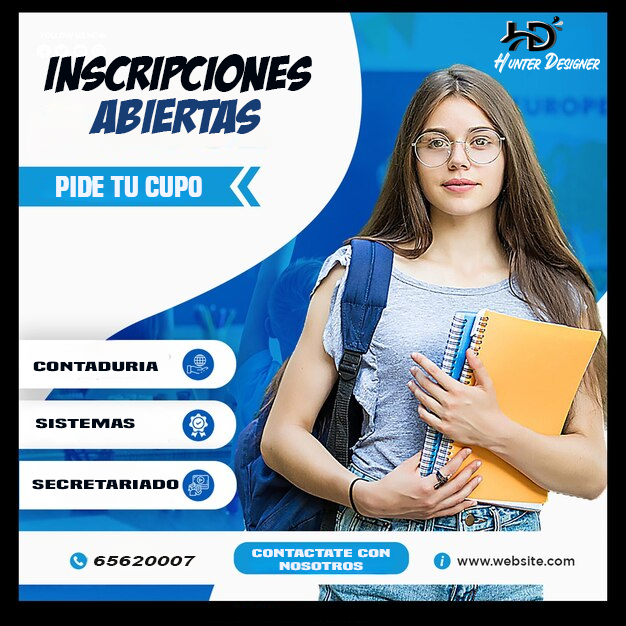 HD
HUNTER DESIGNER
INSCRIPCIONES
ABIERTAS
PIDE TU CUPO
CONTADURIA
SISTEMAS
SECRETARIADO
65620007
CONTACTATE CON
NOSOTROS
i www.website.com